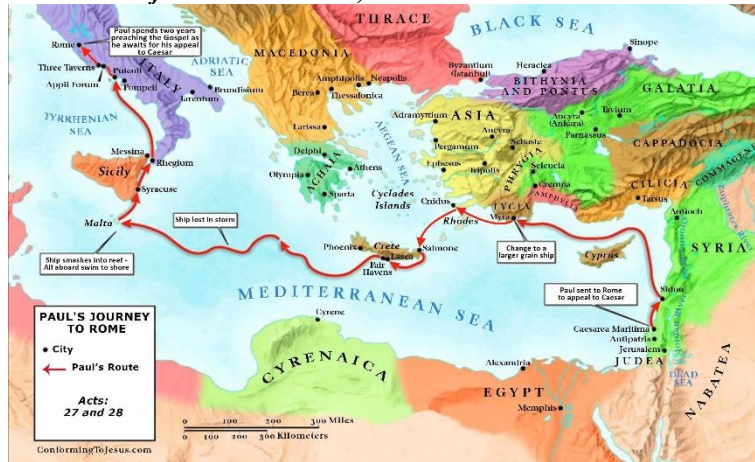 Paul spends two years
preaching the Gospel as
he awaits for his appeal
to Caesar
Rome
Three Taverns
Appii Forum
Puteoli
Pompeii
ITALY
ADRIATIC
SEA
Brundisium
Tarentum
TYRRHENIAN
SEA
Messina
Rhegium
Sicily
Syracuse
Malta
Ship smashes into reef -
All aboard swim to shore
Ship lost in storm
THRACE
BLACK SEA
MACEDONIA
Amphipolis
Neapolis
Berea
Thessalonica
Larissa
Delphi
ACHAIA
Olympia
Athens
Sparta
AEGEAN SEA
Cyclades
Islands
Byzantium
(Istanbul)
Heraclea
Sinope
BITHYNIA
AND PONTUS
GALATIA
Ancyra
(Ankara)
Tavium
Parnassus
ASIA
Adramyttium
Ancyra
Pergamum
Sebaste
Ephesus
Tripolis
PHRYGIA
Seleucia
Cremna
PAMPHYLIA
LYCIA
Myra
Cnidus
Rhodes
CAPPADOCIA
COMMAGENE
CILICIA
Tarsus
Antioch
Euphrates River
SYRIA
Change to a
larger grain ship
Cyprus
Phoenix
Crete
Lasea
Salmone
Fair
Havens
MEDITERRANEAN SEA
Sidon
Paul sent to Rome
to appeal to Caesar
Caesarea Maritima
Antipatris
Jerusalem
JUDEA
DEAD
SEA
NABATEA
Cyrene
CYRENAICA
Alexandria
EGYPT
Memphis
PAUL'S JOURNEY
TO ROME
City
Paul's Route
Acts:
27 and 28
0 100 200 300 Miles
0 100 200 300 Kilometers
ConformingToJesus.com